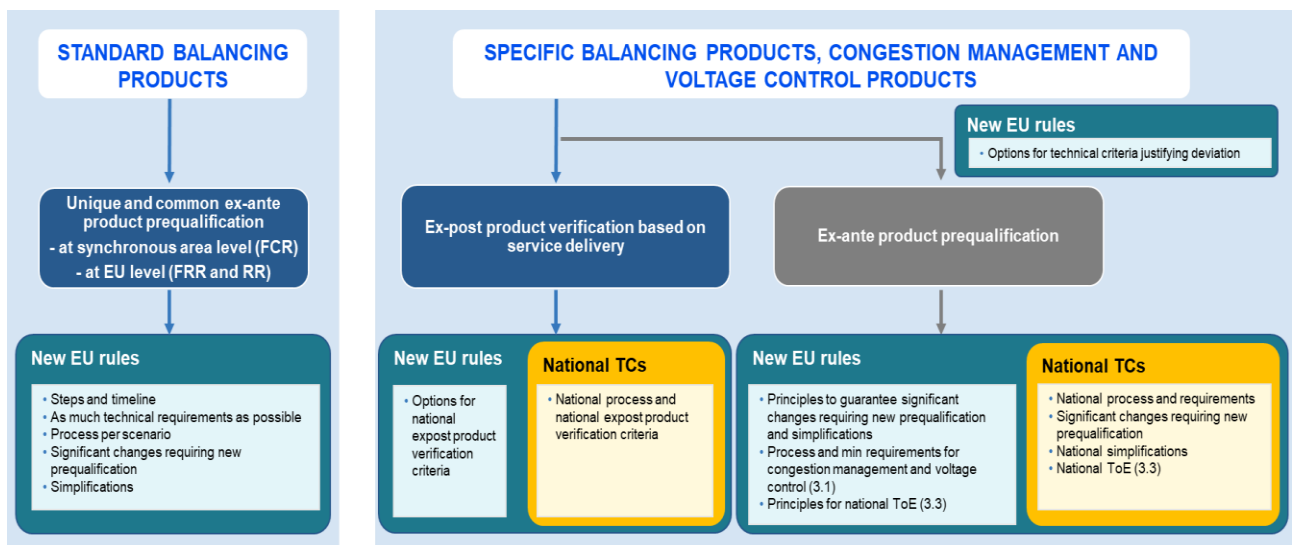 STANDARD BALANCING
PRODUCTS
Unique and common ex-ante
product prequalification
- at synchronous area level (FCR)
- at EU level (FRR and RR)
New EU rules
• Steps and timeline
• As much technical requirements as possible
• Process per scenario
• Significant changes requiring new
prequalification
• Simplifications
SPECIFIC BALANCING PRODUCTS, CONGESTION MANAGEMENT AND
VOLTAGE CONTROL PRODUCTS
New EU rules
• Options for technical criteria justifying deviation
Ex-post product verification based on
service delivery
Ex-ante product prequalification
New EU rules
• Options for
national
expost product
verification
criteria
National TCs
• National process and
national expost product
verification criteria
New EU rules
• Principles to guarantee significant
changes requiring new prequalification
and simplifications
• Process and min requirements for
congestion management and voltage
control (3.1)
• Principles for national ToE (3.3)
National TCs
• National process and requirements
• Significant changes requiring new
prequalification
• National simplifications
• National ToE (3.3)